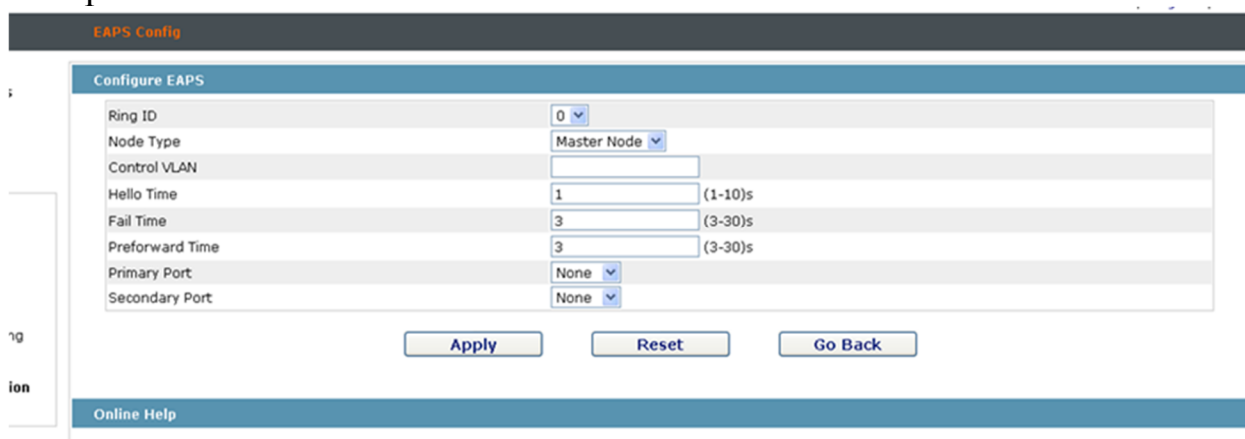 EAPS Config
Configure EAPS
Ring ID 0
Node Type Master Node
Control VLAN
Hello Time 1 (1-10)s
Fail Time 3 (3-30)s
Preforward Time 3 (3-30)s
Primary Port None
Secondary Port None
ng
Apply Reset Go Back
ion
Online Help